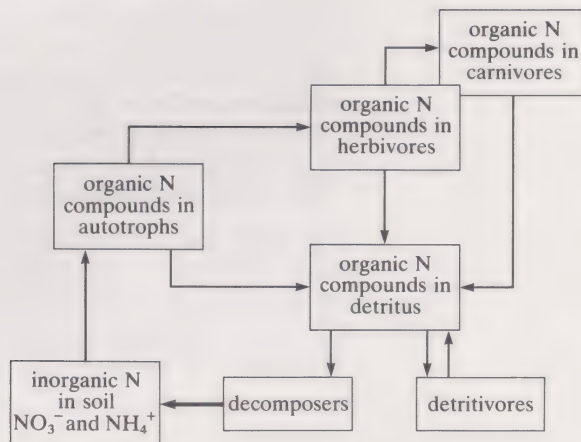 organic N
compounds in
carnivores
organic N
compounds in
herbivores
organic N
compounds in
autotrophs
organic N
compounds in
detritus
inorganic N
in soil
NO₃⁻ and NH₄⁺
decomposers
detritivores